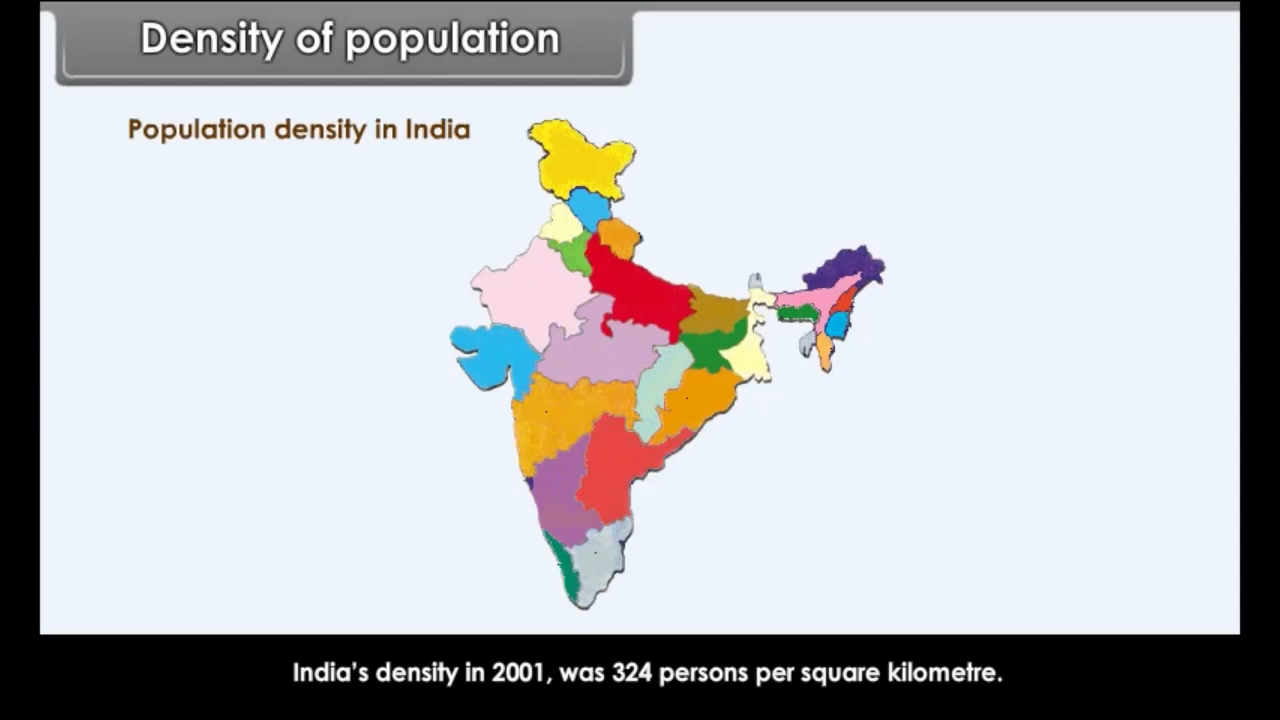 Density of population
Population density in India
India's density in 2001, was 324 persons per square kilometre.